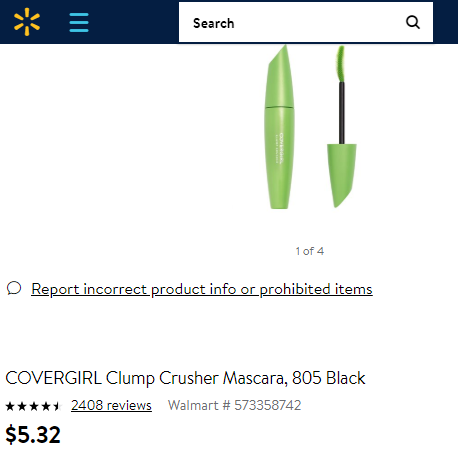 Search
1 of 4
Report incorrect product info or prohibited items
COVERGIRL Clump Crusher Mascara, 805 Black
2408 reviews Walmart # 573358742
$5.32